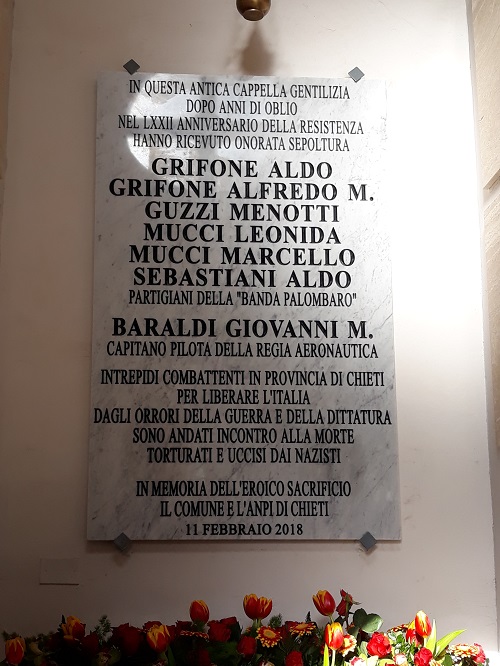 IN QUESTA ANTICA CAPPELLA GENTILIZIA
DOPO ANNI DI OBLIO
NEL LXXII ANNIVERSARIO DELLA RESISTENZA
HANNO RICEVUTO ONORATA SEPOLTURA
GRIFONE ALDO
GRIFONE ALFREDO M.
GUZZI MENOTTI
MUCCI LEONIDA
MUCCI MARCELLO
SEBASTIANI ALDO
PARTIGIANI DELLA "BANDA PALOMBARO"
BARALDI GIOVANNI M.
CAPITANO PILOTA DELLA REGIA AERONAUTICA
INTREPIDI COMBATTENTI IN PROVINCIA DI CHIETI
PER LIBERARE L'ITALIA
DAGLI ORRORI DELLA GUERRA E DELLA DITTATURA
SONO ANDATI INCONTRO ALLA MORTE
TORTURATI E UCCISI DAI NAZISTI
IN MEMORIA DELL'EROICO SACRIFICIO
IL COMUNE E L'ANPI DI CHIETI
11 FEBBRAIO 2018